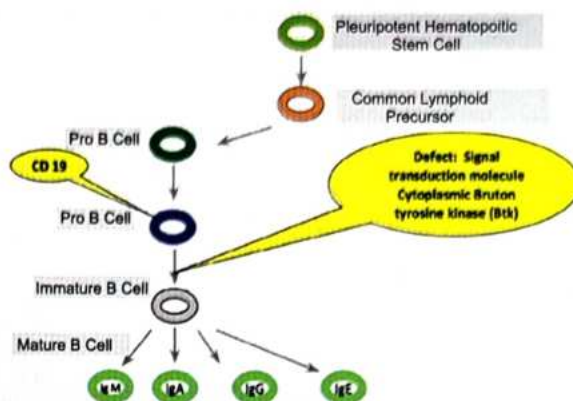 Pleuripotent Hematopoitic
Stem Cell
Common Lymphoid
Precursor
Pro B Cell
CD 19
Defect: Signal
transduction molecule
Cytoplasmic Bruton
tyrosine kinase (Btk)
Pro B Cell
Immature B Cell
Mature B Cell
IgM
IgA
IgG
IgE